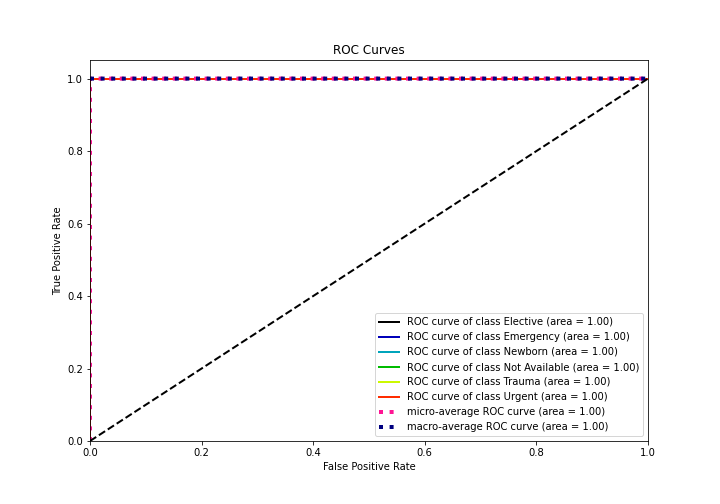 ROC Curves
1.0
0.8
0.6
0.4
0.2
0.0
True Positive Rate
0.0 0.2 0.4 0.6 0.8 1.0
False Positive Rate
ROC curve of class Elective (area = 1.00)
ROC curve of class Emergency (area = 1.00)
ROC curve of class Newborn (area = 1.00)
ROC curve of class Not Available (area = 1.00)
ROC curve of class Trauma (area = 1.00)
ROC curve of class Urgent (area = 1.00)
micro-average ROC curve (area = 1.00)
macro-average ROC curve (area = 1.00)